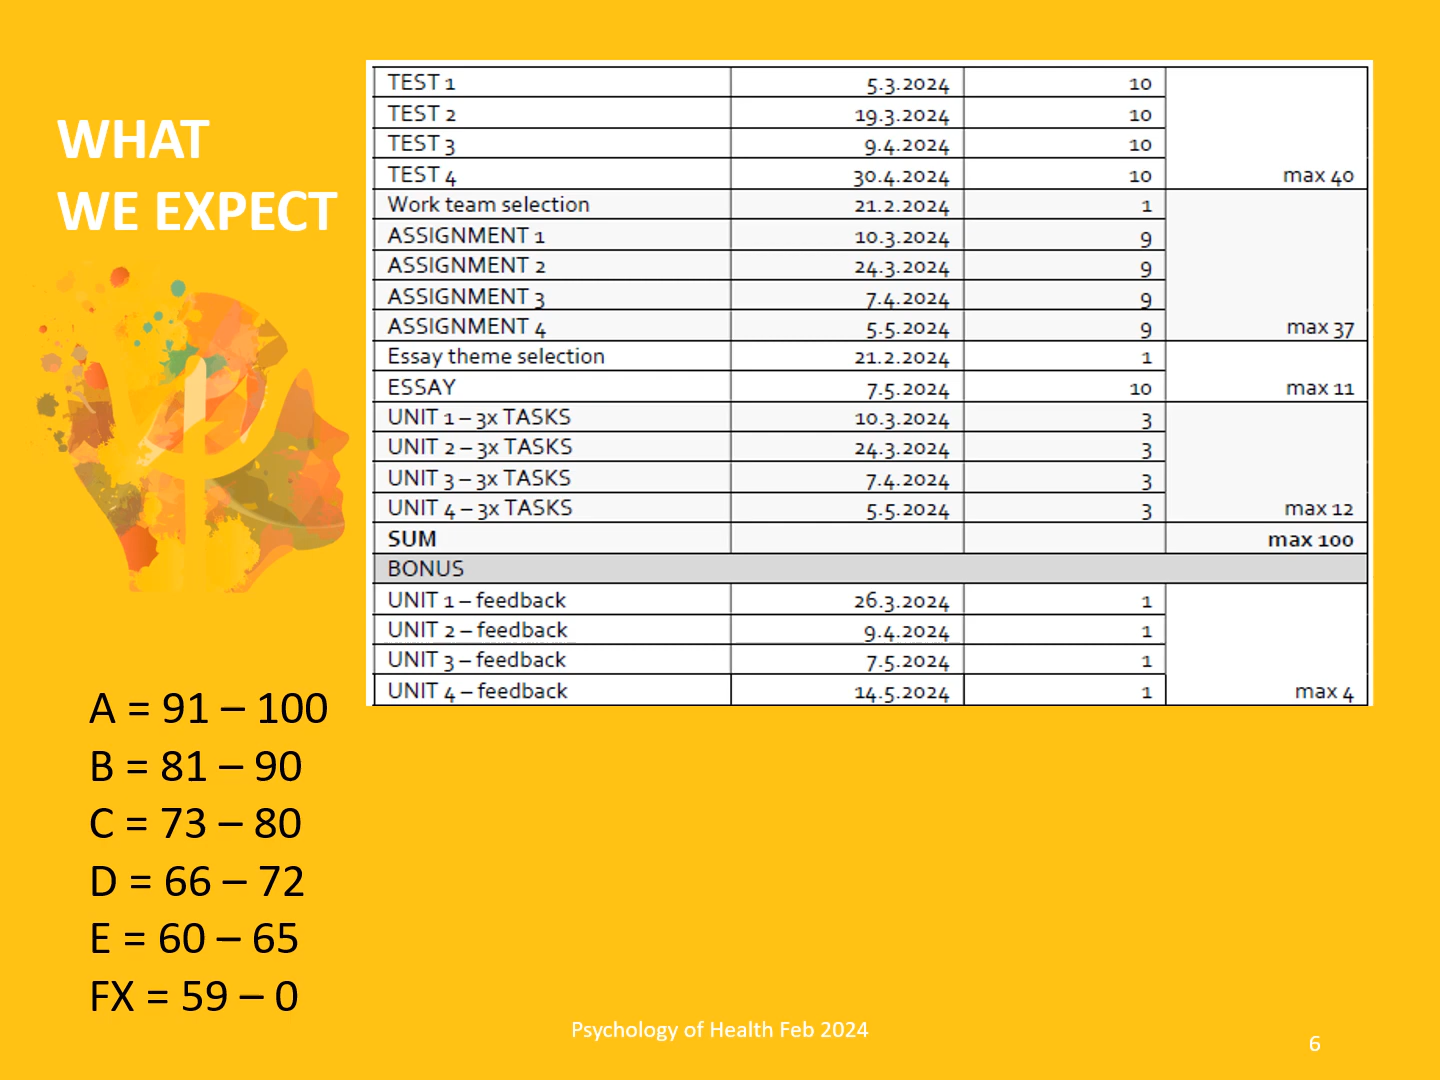 WHAT
WE EXPECT
TEST 1 5.3.2024 10
TEST 2 19.3.2024 10
TEST 3 9.4.2024 10
TEST 4 30.4.2024 10 max 40
Work team selection 21.2.2024 1
ASSIGNMENT 1 10.3.2024 9
ASSIGNMENT 2 24.3.2024 9
ASSIGNMENT 3 7.4.2024 9
ASSIGNMENT 4 5.5.2024 9 max 37
Essay theme selection 21.2.2024 1
ESSAY 7.5.2024 10 max 11
UNIT 1 – 3x TASKS 10.3.2024 3
UNIT 2 – 3x TASKS 24.3.2024 3
UNIT 3 – 3x TASKS 7.4.2024 3
UNIT 4 – 3x TASKS 5.5.2024 3 max 12
SUM max 100
BONUS
UNIT 1 – feedback 26.3.2024 1
UNIT 2 – feedback 9.4.2024 1
UNIT 3 – feedback 7.5.2024 1
UNIT 4 – feedback 14.5.2024 1 max 4
A = 91 – 100
B = 81 – 90
C = 73 – 80
D = 66 – 72
E = 60 – 65
FX = 59 – 0
Psychology of Health Feb 2024
6